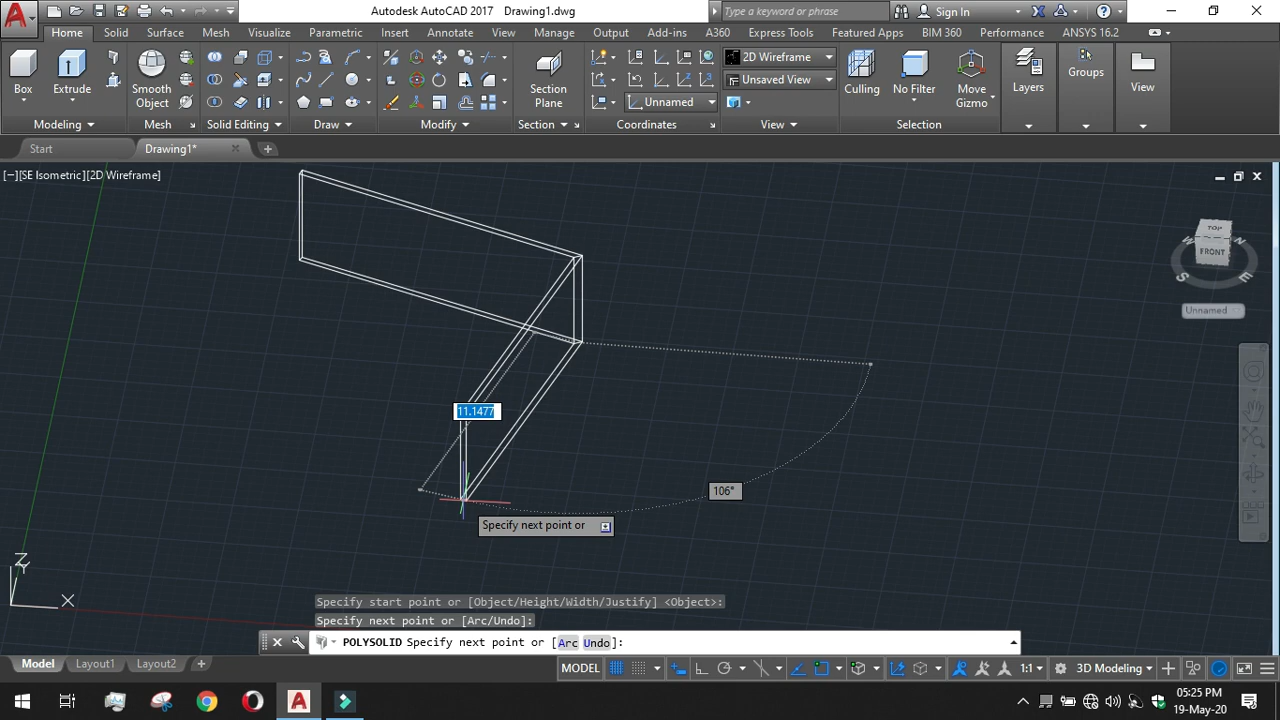 Autodesk AutoCAD 2017 Drawing1.dwg
Type a keyword or phrase
Sign In
Home Solid Surface Mesh Visualize Parametric Insert Annotate View Manage Output Add-ins A360 Express Tools Featured Apps BIM 360 Performance ANSYS 16.2
Box
Extrude
Smooth
Object
Section
Plane
Unnamed
2D Wireframe
Unsaved View
Culling
No Filter
Move
Gizmo
Layers
Groups
View
Modeling
Mesh
Solid Editing
Draw
Modify
Section
Coordinates
View
Selection
Start
Drawing1*
[−][SE Isometric][2D Wireframe]
TOP
FRONT
W
N
S
E
Unnamed
11.1477
106°
Specify next point or
Z
Y
X
Specify start point or [Object/Height/Width/Justify] <Object>:
Specify next point or [Arc/Undo]:
POLYSOLID Specify next point or [Arc Undo]:
Model
Layout1
Layout2
MODEL
1:1
3D Modeling
05:25 PM
19-May-20